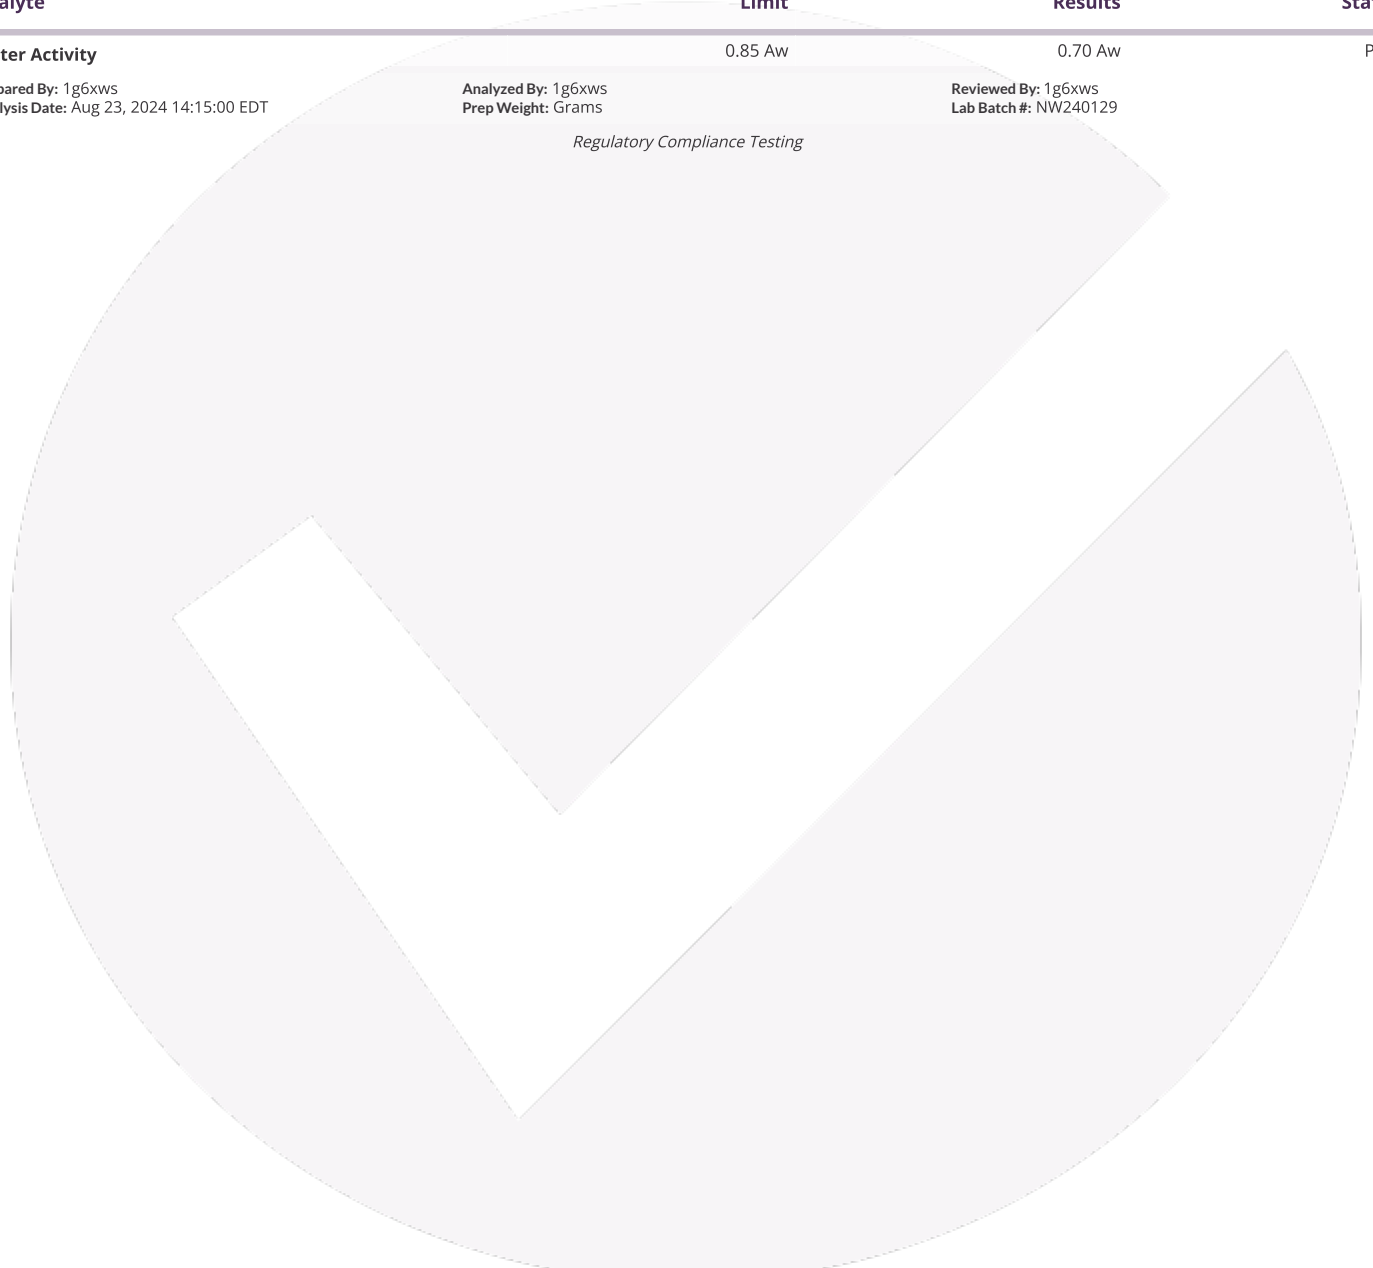 alyte Limit Results Sta
ter Activity 0.85 Aw 0.70 Aw P
pared By: 1g6xws Analyzed By: 1g6xws Reviewed By: 1g6xws
lysis Date: Aug 23, 2024 14:15:00 EDT Prep Weight: Grams Lab Batch #: NW240129
Regulatory Compliance Testing